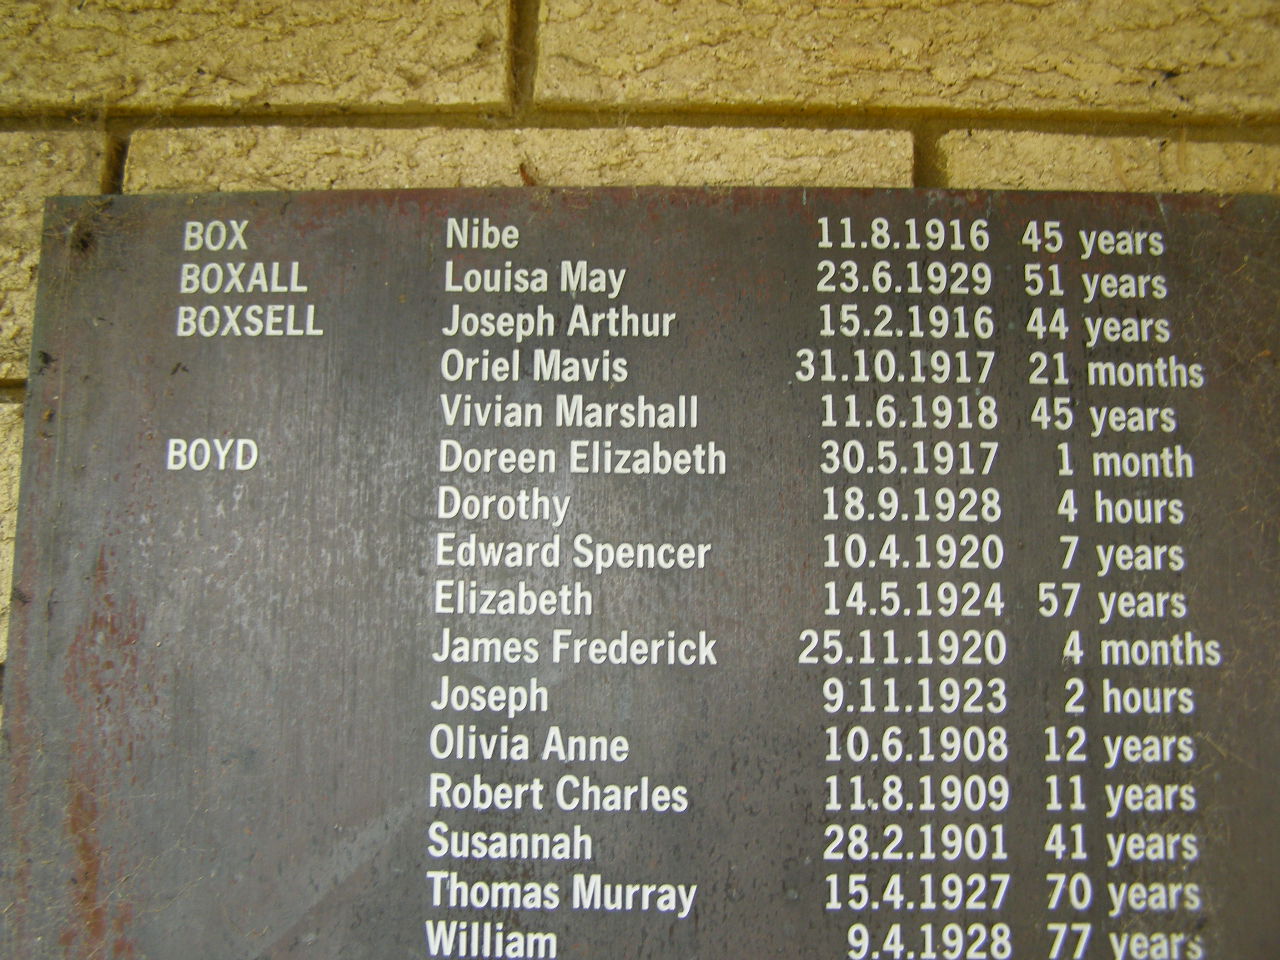 BOX Nibe 11.8.1916 45 years
BOXALL Louisa May 23.6.1929 51 years
BOXSELL Joseph Arthur 15.2.1916 44 years
Oriel Mavis 31.10.1917 21 months
Vivian Marshall 11.6.1918 45 years
BOYD Doreen Elizabeth 30.5.1917 1 month
Dorothy 18.9.1928 4 hours
Edward Spencer 10.4.1920 7 years
Elizabeth 14.5.1924 57 years
James Frederick 25.11.1920 4 months
Joseph 9.11.1923 2 hours
Olivia Anne 10.6.1908 12 years
Robert Charles 11.8.1909 11 years
Susannah 28.2.1901 41 years
Thomas Murray 15.4.1927 70 years
William 9.4.1928 77 years